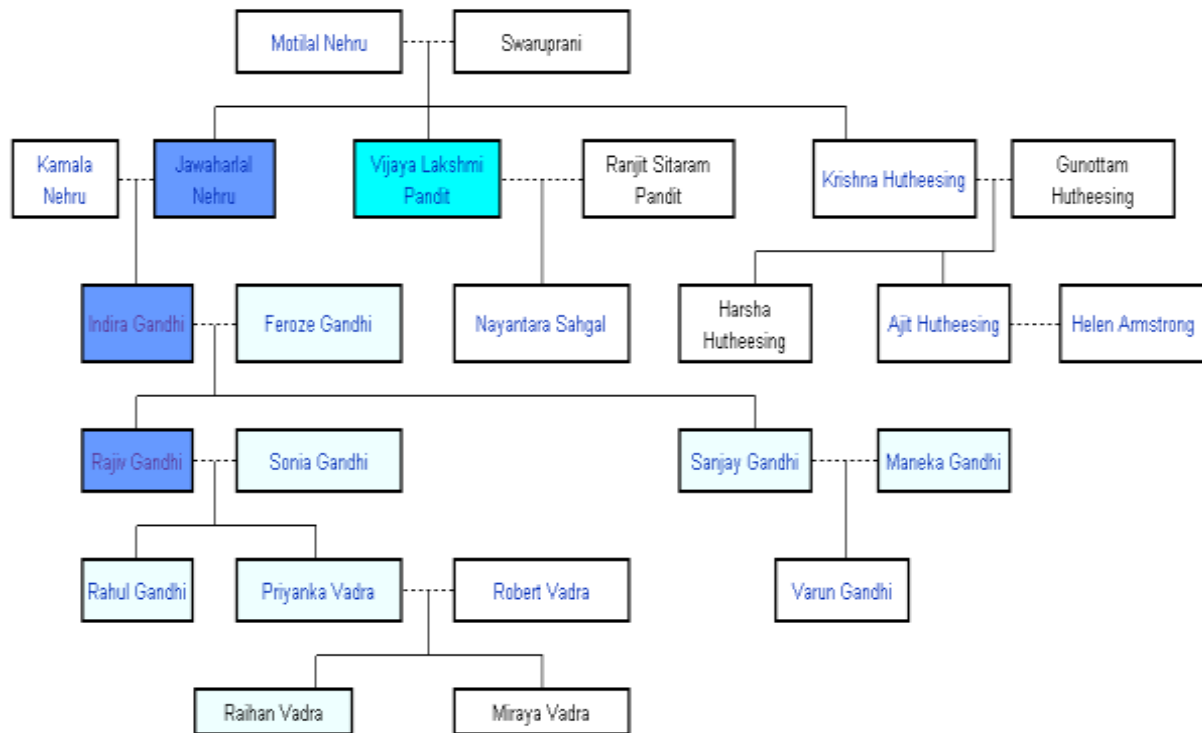 Motilal Nehru
Swaruprani
Kamala
Nehru
Jawaharlal
Nehru
Vijaya Lakshmi
Pandit
Ranjit Sitaram
Pandit
Krishna Hutheesing
Gunottam
Hutheesing
Indira Gandhi
Feroze Gandhi
Nayantara Sahgal
Harsha
Hutheesing
Ajit Hutheesing
Helen Armstrong
Rajiv Gandhi
Sonia Gandhi
Sanjay Gandhi
Maneka Gandhi
Rahul Gandhi
Priyanka Vadra
Robert Vadra
Varun Gandhi
Raihan Vadra
Miraya Vadra